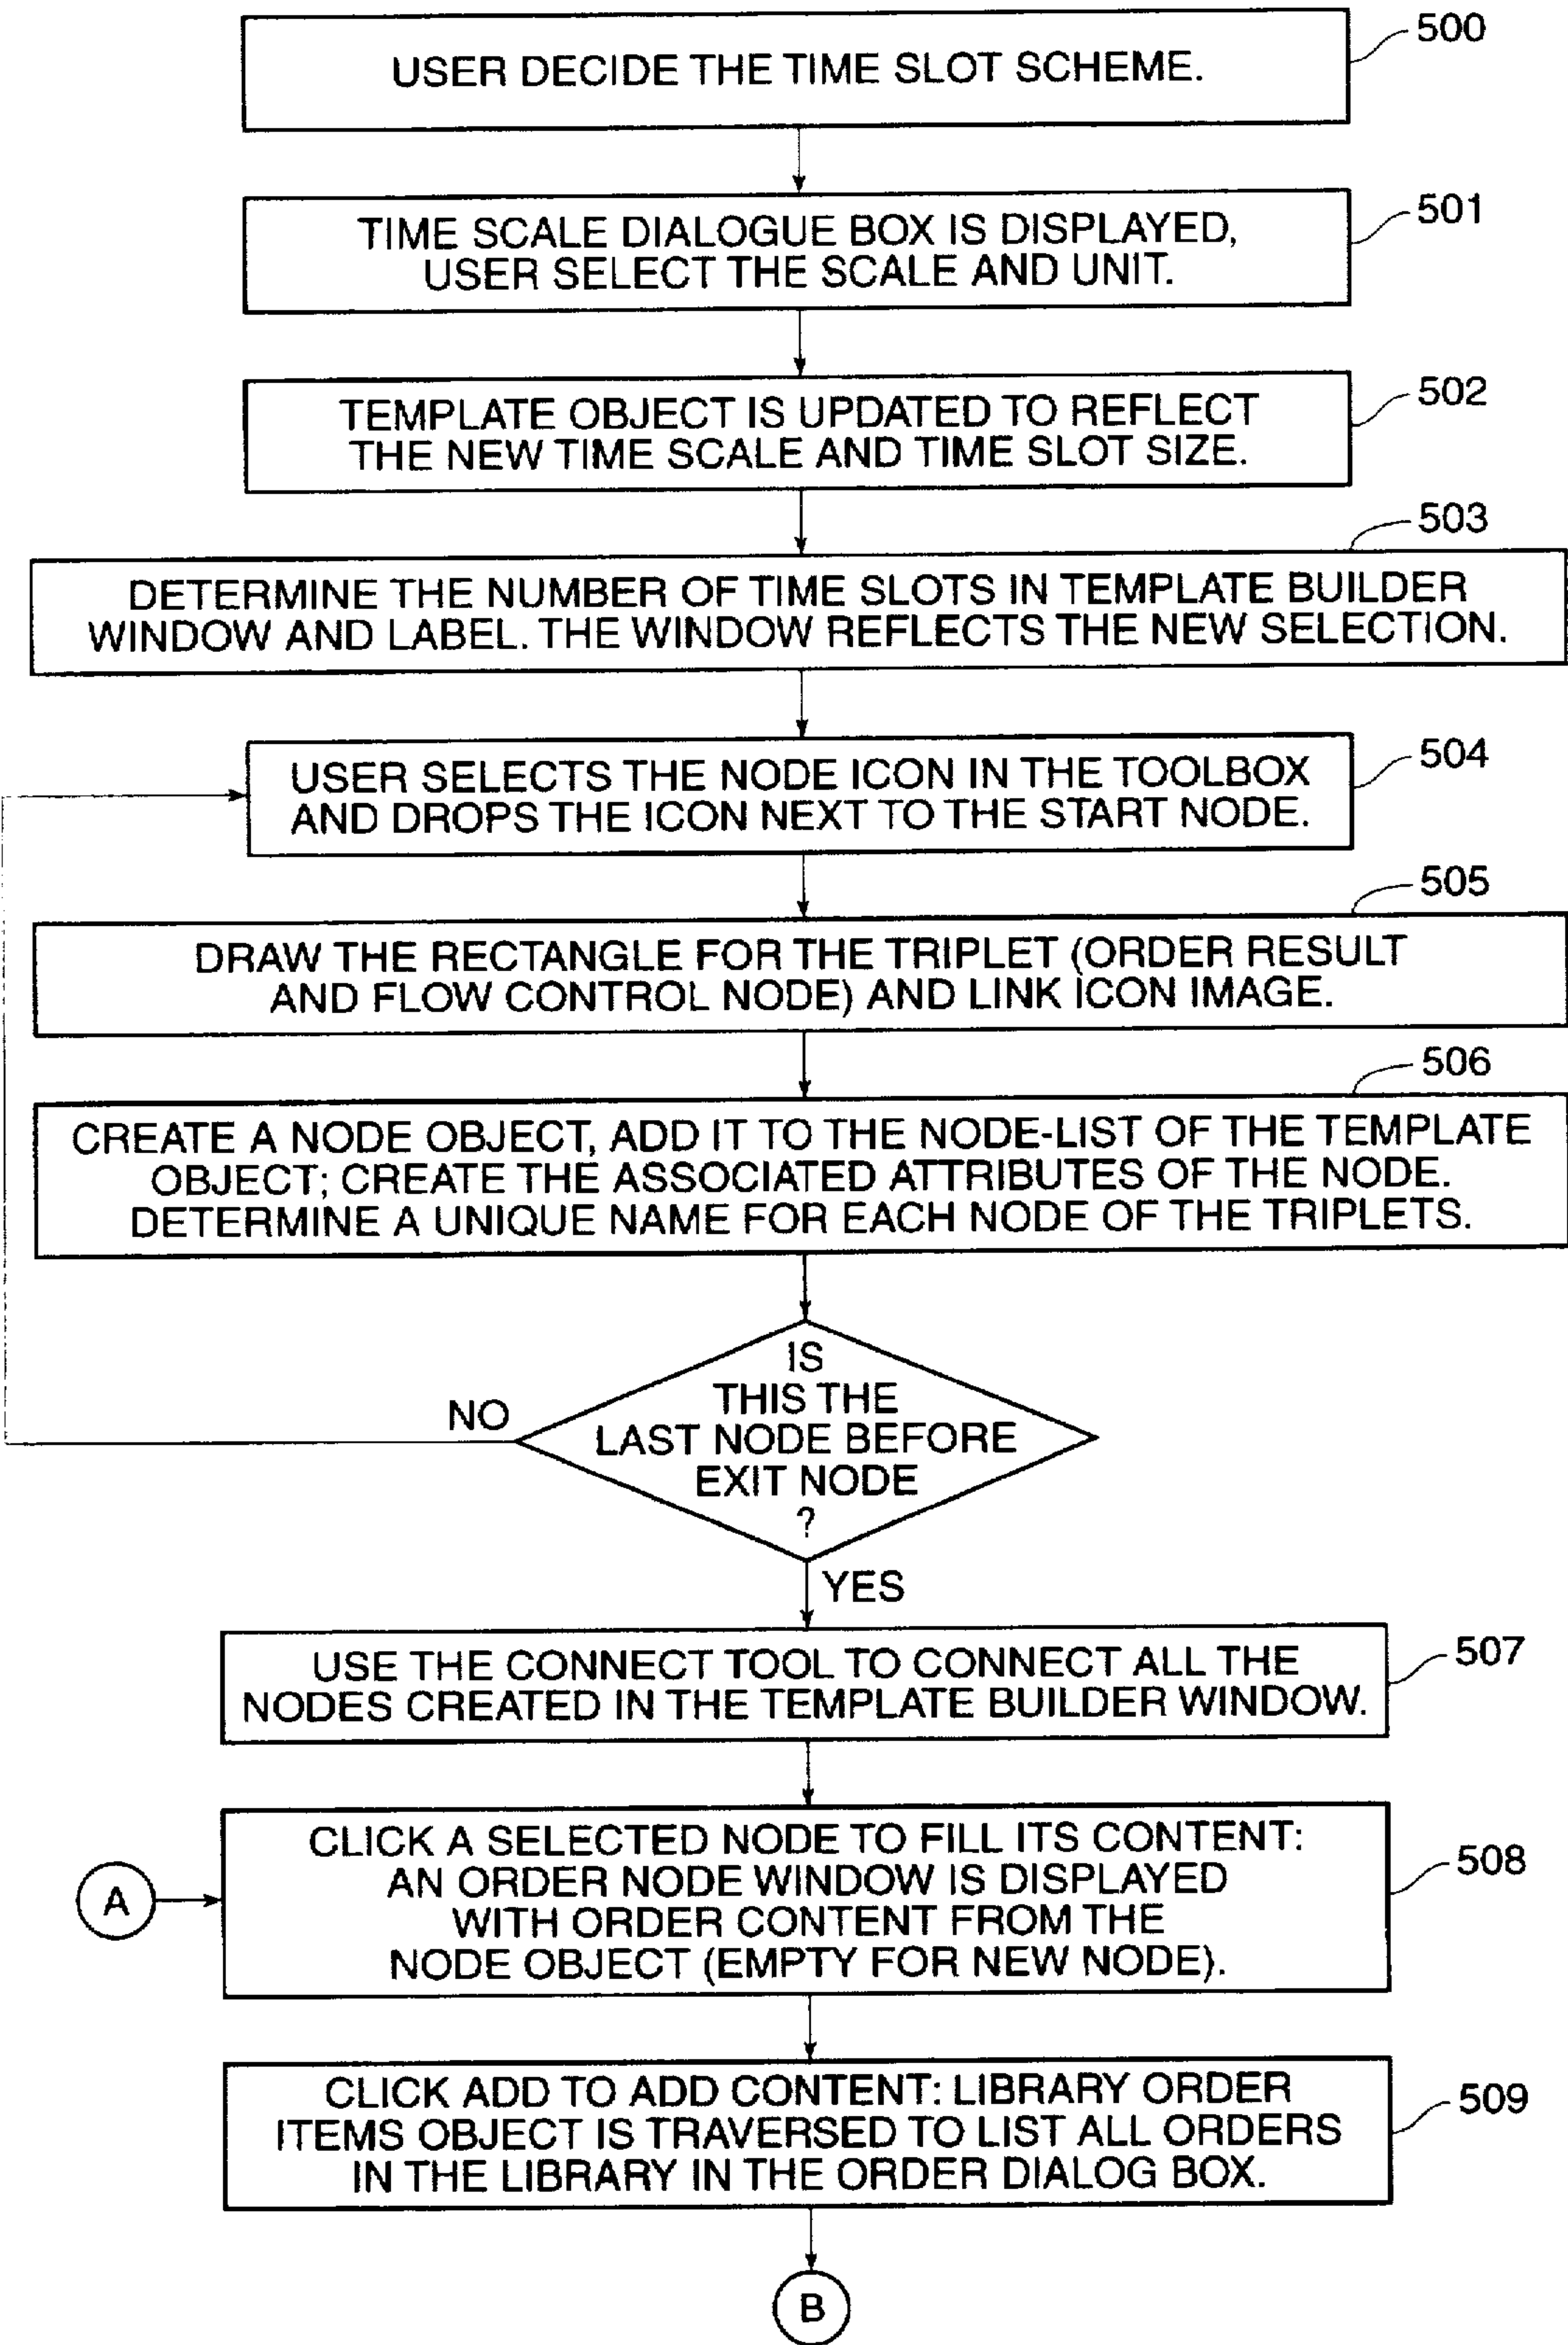 500
USER DECIDE THE TIME SLOT SCHEME.
501
TIME SCALE DIALOGUE BOX IS DISPLAYED,
USER SELECT THE SCALE AND UNIT.
502
TEMPLATE OBJECT IS UPDATED TO REFLECT
THE NEW TIME SCALE AND TIME SLOT SIZE.
503
DETERMINE THE NUMBER OF TIME SLOTS IN TEMPLATE BUILDER
WINDOW AND LABEL. THE WINDOW REFLECTS THE NEW SELECTION.
504
USER SELECTS THE NODE ICON IN THE TOOLBOX
AND DROPS THE ICON NEXT TO THE START NODE.
505
DRAW THE RECTANGLE FOR THE TRIPLET (ORDER RESULT
AND FLOW CONTROL NODE) AND LINK ICON IMAGE.
506
CREATE A NODE OBJECT, ADD IT TO THE NODE-LIST OF THE TEMPLATE
OBJECT; CREATE THE ASSOCIATED ATTRIBUTES OF THE NODE.
DETERMINE A UNIQUE NAME FOR EACH NODE OF THE TRIPLETS.
IS
THIS THE
LAST NODE BEFORE
EXIT NODE
?
NO
YES
507
USE THE CONNECT TOOL TO CONNECT ALL THE
NODES CREATED IN THE TEMPLATE BUILDER WINDOW.
A
508
CLICK A SELECTED NODE TO FILL ITS CONTENT:
AN ORDER NODE WINDOW IS DISPLAYED
WITH ORDER CONTENT FROM THE
NODE OBJECT (EMPTY FOR NEW NODE).
509
CLICK ADD TO ADD CONTENT: LIBRARY ORDER
ITEMS OBJECT IS TRAVERSED TO LIST ALL ORDERS
IN THE LIBRARY IN THE ORDER DIALOG BOX.
B